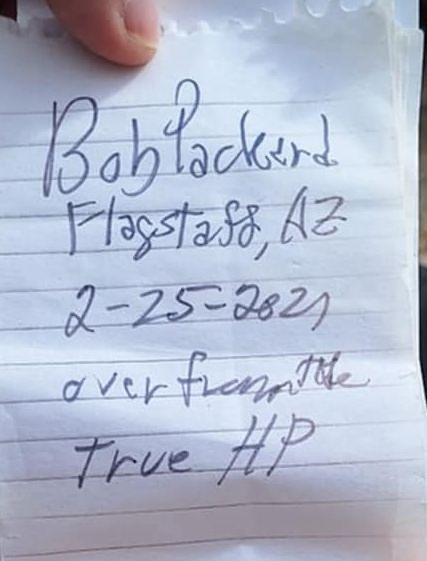 Bob Packard
Flagstaff, AZ
2-25-2021
over from the
true HP